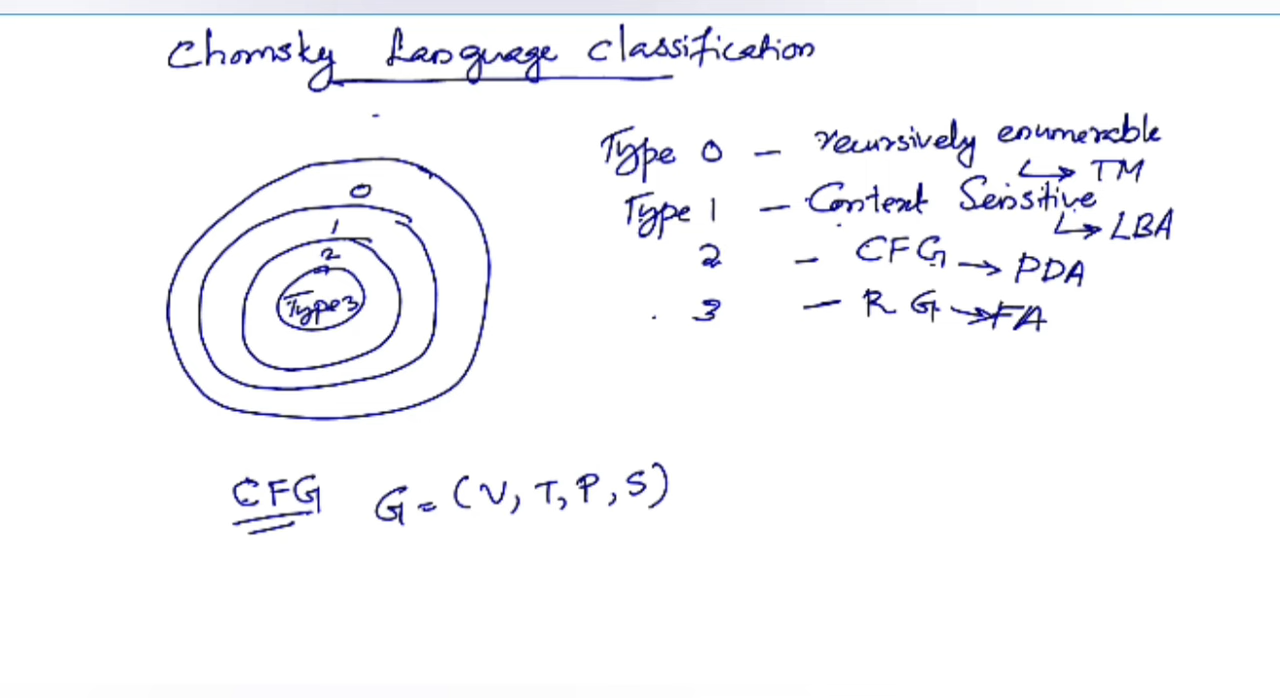 Chomsky Language Classification
Type 0 - recursively enumerable
↳ TM
Type 1 - Context Sensitive
↳ LBA
2 - CFG → PDA
3 - RG → FA
0
1
2
Type3
CFG G = (V, T, P, S)